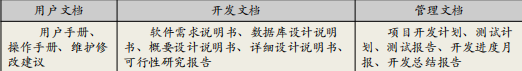 用户文档
开发文档
管理文档
用户手册、
操作手册、维护修
改建议
软件需求说明书、数据库设计说明
书、概要设计说明书、详细设计说明书、
可行性研究报告
项目开发计划、测试计
划、测试报告、开发进度月
报、开发总结报告